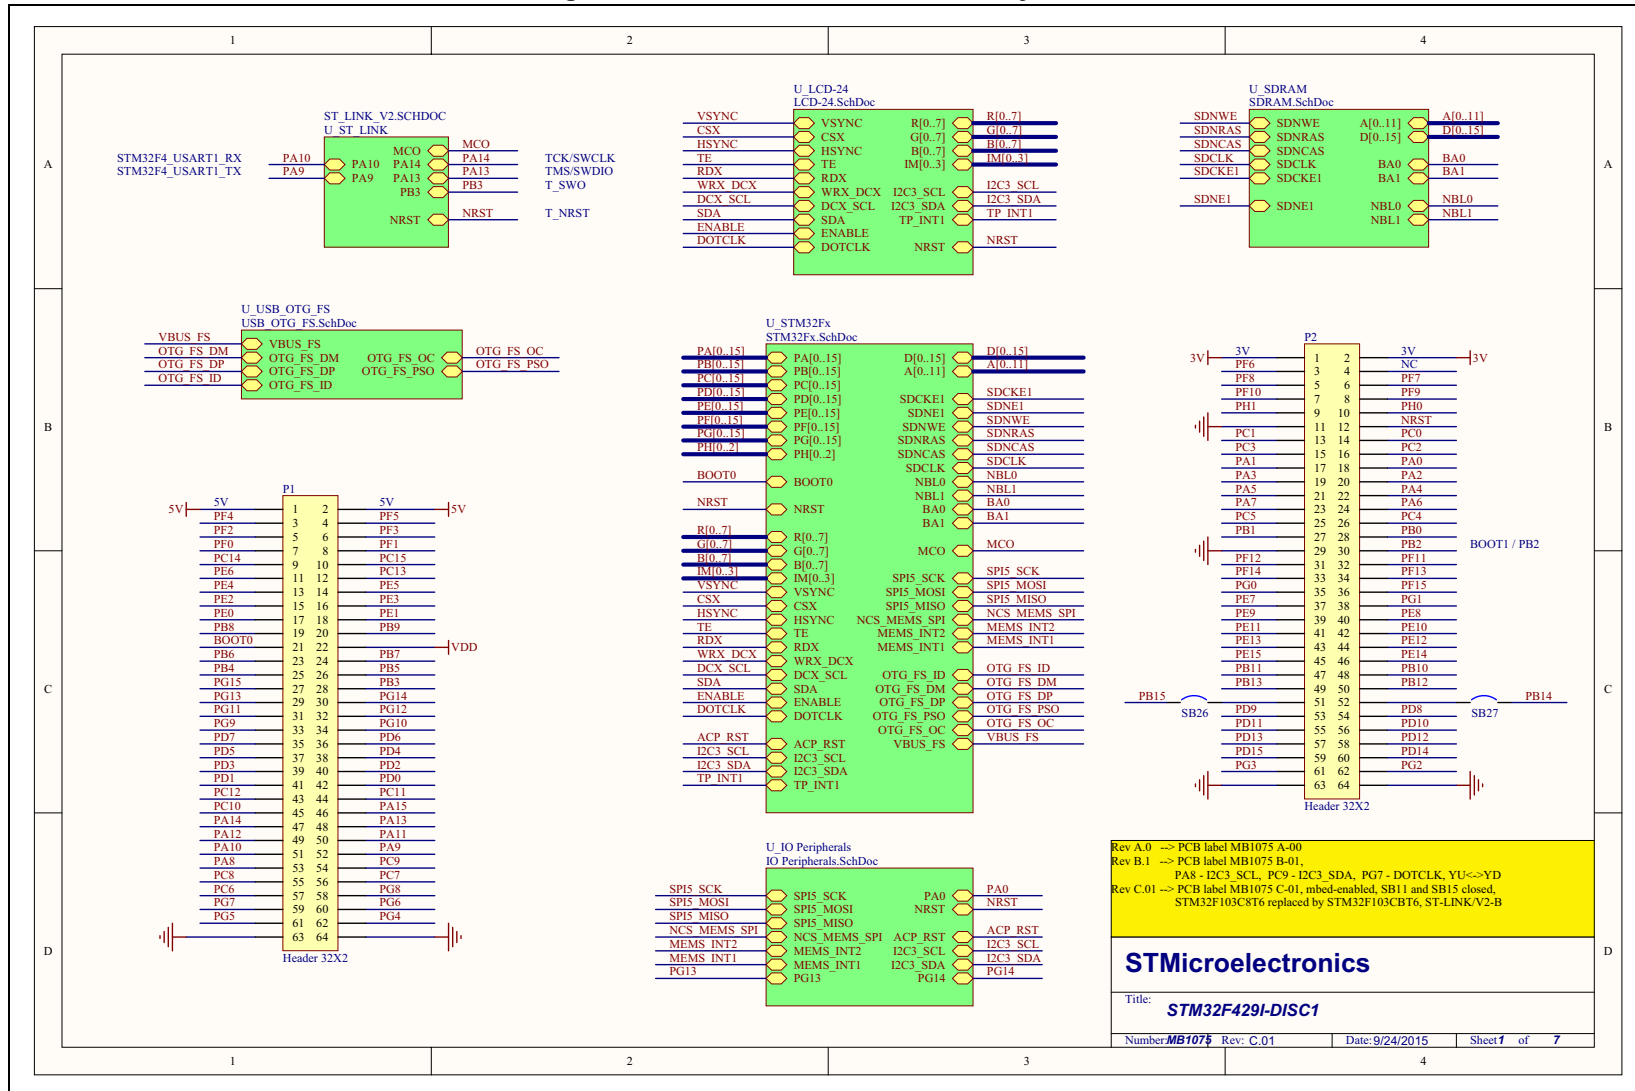 1 2 3 4
A A
B B
C C
D D
1 2 3 4
ST_LINK_V2.SCHDOC
U_ST_LINK
STM32F4_USART1_RX PA10 PA10
STM32F4_USART1_TX PA9 PA9
MCO MCO
PA14 PA14 TCK/SWCLK
PA13 PA13 TMS/SWDIO
PB3 PB3 T_SWO
NRST NRST T_NRST
U_LCD-24
LCD-24.SchDoc
VSYNC VSYNC R[0..7] R[0..7]
CSX CSX G[0..7] G[0..7]
HSYNC HSYNC B[0..7] B[0..7]
TE TE IM[0..3] IM[0..3]
RDX RDX
WRX_DCX WRX_DCX I2C3_SCL I2C3_SCL
DCX_SCL DCX_SCL I2C3_SDA I2C3_SDA
SDA SDA TP_INT1 TP_INT1
ENABLE ENABLE
DOTCLK DOTCLK NRST NRST
U_SDRAM
SDRAM.SchDoc
SDNWE SDNWE A[0..11] A[0..11]
SDNRAS SDNRAS D[0..15] D[0..15]
SDNCAS SDNCAS
SDCLK SDCLK BA0 BA0
SDCKE1 SDCKE1 BA1 BA1
SDNE1 SDNE1 NBL0 NBL0
NBL1 NBL1
U_USB_OTG_FS
USB_OTG_FS.SchDoc
VBUS_FS VBUS_FS
OTG_FS_DM OTG_FS_DM OTG_FS_OC OTG_FS_OC
OTG_FS_DP OTG_FS_DP OTG_FS_PSO OTG_FS_PSO
OTG_FS_ID OTG_FS_ID
U_STM32Fx
STM32Fx.SchDoc
PA[0..15] PA[0..15] D[0..15] D[0..15]
PB[0..15] PB[0..15] A[0..11] A[0..11]
PC[0..15] PC[0..15]
PD[0..15] PD[0..15] SDCKE1 SDCKE1
PE[0..15] PE[0..15] SDNE1 SDNE1
PF[0..15] PF[0..15] SDNWE SDNWE
PG[0..15] PG[0..15] SDNRAS SDNRAS
PH[0..2] PH[0..2] SDNCAS SDNCAS
SDCLK SDCLK
BOOT0 BOOT0 NBL0 NBL0
NBL1 NBL1
NRST NRST BA0 BA0
BA1 BA1
R[0..7] R[0..7]
G[0..7] G[0..7] MCO MCO
B[0..7] B[0..7]
IM[0..3] IM[0..3] SPI5_SCK SPI5_SCK
VSYNC VSYNC SPI5_MOSI SPI5_MOSI
CSX CSX SPI5_MISO SPI5_MISO
HSYNC HSYNC NCS_MEMS_SPI NCS_MEMS_SPI
TE TE MEMS_INT2 MEMS_INT2
RDX RDX MEMS_INT1 MEMS_INT1
WRX_DCX WRX_DCX
DCX_SCL DCX_SCL OTG_FS_ID OTG_FS_ID
SDA SDA OTG_FS_DM OTG_FS_DM
ENABLE ENABLE OTG_FS_DP OTG_FS_DP
DOTCLK DOTCLK OTG_FS_PSO OTG_FS_PSO
OTG_FS_OC OTG_FS_OC
ACP_RST ACP_RST VBUS_FS VBUS_FS
I2C3_SCL I2C3_SCL
I2C3_SDA I2C3_SDA
TP_INT1 TP_INT1
P1
5V 5V 1 2 5V 5V
PF4 3 4 PF5
PF2 5 6 PF3
PF0 7 8 PF1
PC14 9 10 PC15
PE6 11 12 PC13
PE4 13 14 PE5
PE2 15 16 PE3
PE0 17 18 PE1
PB8 19 20 PB9
BOOT0 21 22 VDD
PB6 23 24 PB7
PB4 25 26 PB5
PG15 27 28 PB3
PG13 29 30 PG14
PG11 31 32 PG12
PG9 33 34 PG10
PD7 35 36 PD6
PD5 37 38 PD4
PD3 39 40 PD2
PD1 41 42 PD0
PC12 43 44 PC11
PC10 45 46 PA15
PA14 47 48 PA13
PA12 49 50 PA11
PA10 51 52 PA9
PA8 53 54 PC9
PC8 55 56 PC7
PC6 57 58 PG8
PG7 59 60 PG6
PG5 61 62 PG4
63 64
Header 32X2
P2
3V 3V 1 2 3V 3V
PF6 3 4 NC
PF8 5 6 PF7
PF10 7 8 PF9
PH1 9 10 PH0
11 12 NRST
PC1 13 14 PC0
PC3 15 16 PC2
PA1 17 18 PA0
PA3 19 20 PA2
PA5 21 22 PA4
PA7 23 24 PA6
PC5 25 26 PC4
PB1 27 28 PB0
29 30 PB2 BOOT1 / PB2
PF12 31 32 PF11
PF14 33 34 PF13
PG0 35 36 PF15
PE7 37 38 PG1
PE9 39 40 PE8
PE11 41 42 PE10
PE13 43 44 PE12
PE15 45 46 PE14
PB11 47 48 PB10
PB13 49 50 PB12
PB15 SB26 51 52 SB27 PB14
PD9 53 54 PD8
PD11 55 56 PD10
PD13 57 58 PD12
PD15 59 60 PD14
PG3 61 62 PG2
63 64
Header 32X2
U_IO Peripherals
IO Peripherals.SchDoc
SPI5_SCK SPI5_SCK PA0 PA0
SPI5_MOSI SPI5_MOSI NRST NRST
SPI5_MISO SPI5_MISO
NCS_MEMS_SPI NCS_MEMS_SPI ACP_RST ACP_RST
MEMS_INT2 MEMS_INT2 I2C3_SCL I2C3_SCL
MEMS_INT1 MEMS_INT1 I2C3_SDA I2C3_SDA
PG13 PG13 PG14 PG14
Rev A.0 --> PCB label MB1075 A-00
Rev B.1 --> PCB label MB1075 B-01,
PA8 - I2C3_SCL, PC9 - I2C3_SDA, PG7 - DOTCLK, YU<->YD
Rev C.01 --> PCB label MB1075 C-01, mbed-enabled, SB11 and SB15 closed,
STM32F103C8T6 replaced by STM32F103CBT6, ST-LINK/V2-B
STMicroelectronics
Title:
STM32F429I-DISC1
Number:MB1075 Rev: C.01 Date:9/24/2015 Sheet 1 of 7